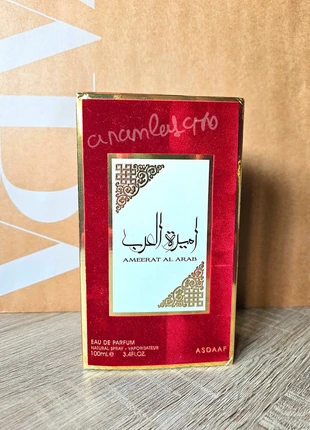 أميرة العرب
AMEERAT AL ARAB
EAU DE PARFUM
NATURAL SPRAY - VAPORISATEUR
100ml℮ 3.4FL.OZ.
ASDAAF